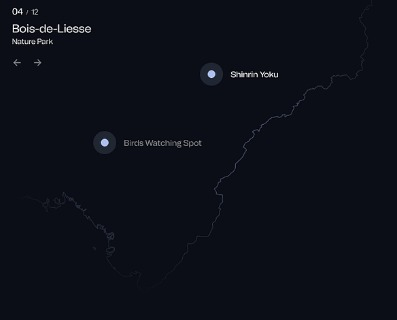 04 / 12
Bois-de-Liesse
Nature Park
Shinrin Yoku
Birds Watching Spot